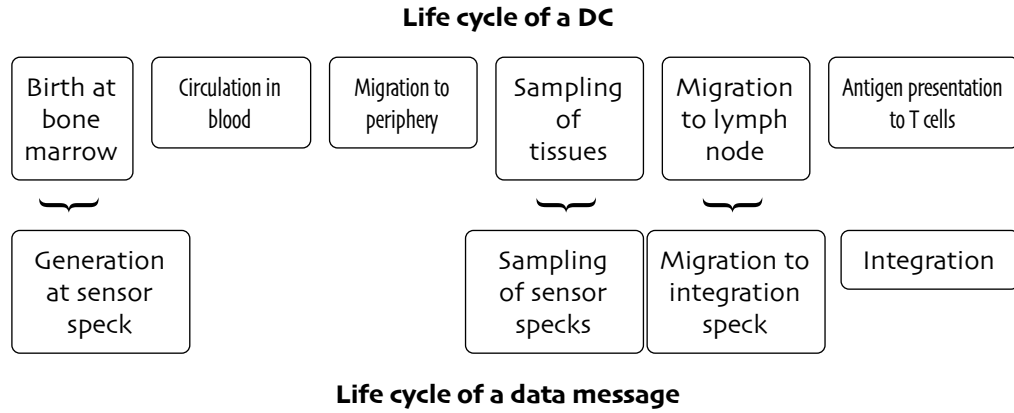 Life cycle of a DC
Birth at
bone
marrow
Circulation in
blood
Migration to
periphery
Sampling
of
tissues
Migration
to lymph
node
Antigen presentation
to T cells
Generation
at sensor
speck
Sampling
of sensor
specks
Migration to
integration
speck
Integration
Life cycle of a data message